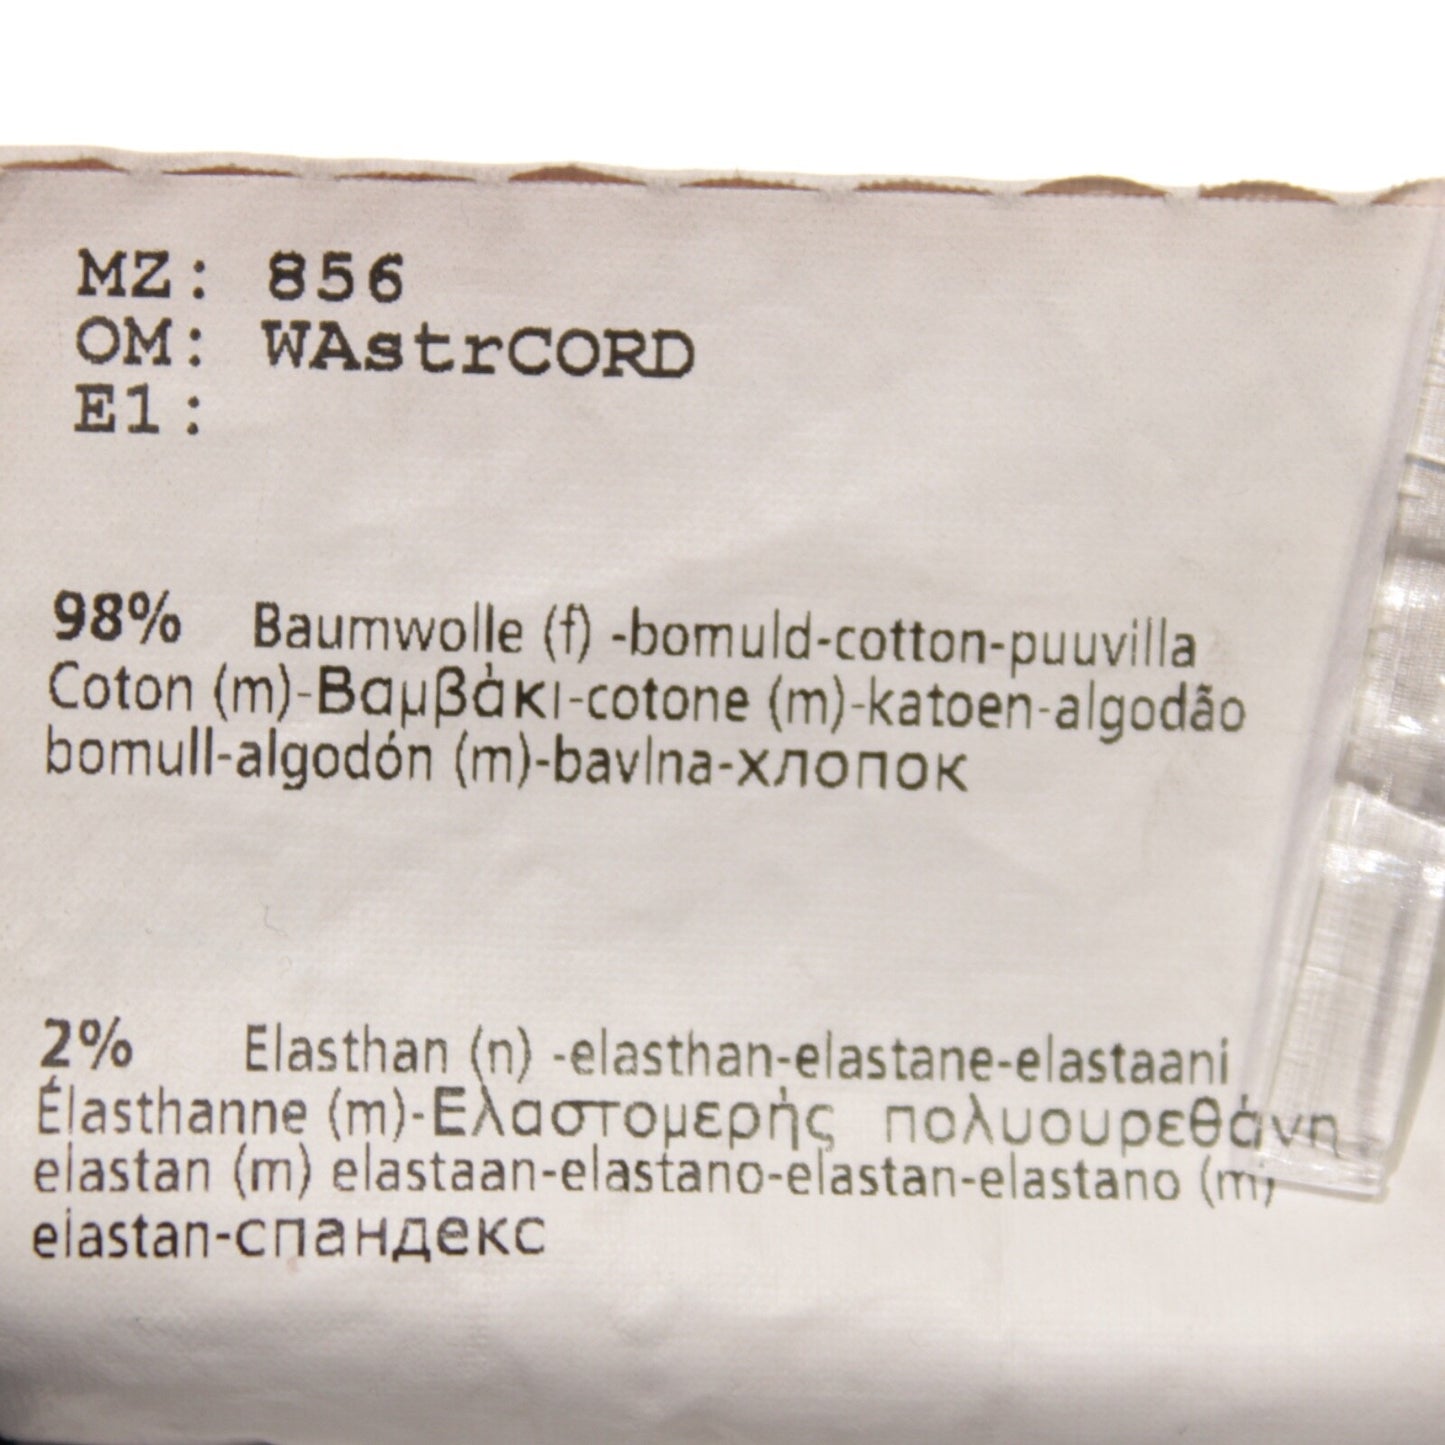 MZ: 856
OM: WAstrCORD
E1:
98% Baumwolle (f) -bomuld-cotton-puuvilla
Coton (m)-Βαμβάκι-cotone (m)-katoen-algodão
bomull-algodón (m)-bavlna-хлопок
2% Elasthan (n) -elasthan-elastane-elastaani
Élasthanne (m)-Ελαστομερής πολυουρεθάνη
elastan (m) elastaan-elastano-elastan-elastano (m)
elastan-спандекс